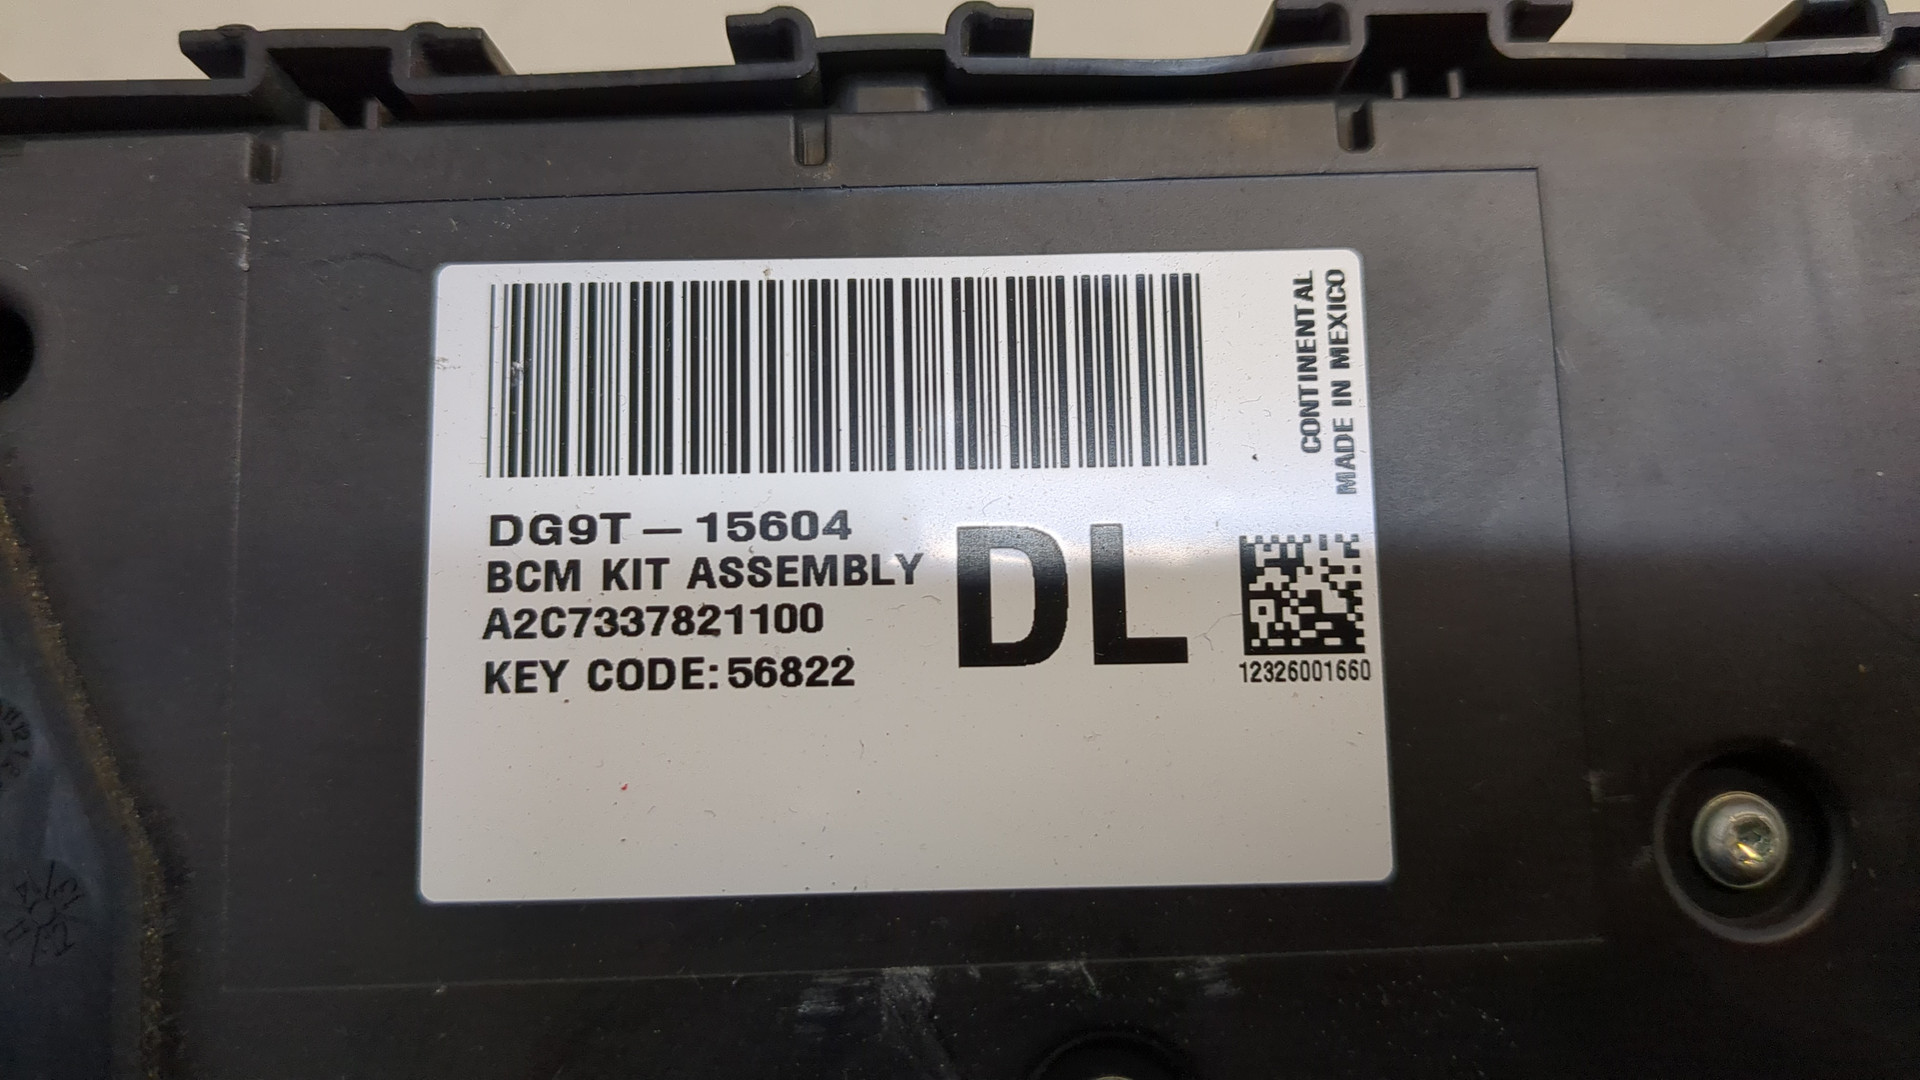 CONTINENTAL
MADE IN MEXICO
DG9T-15604
BCM KIT ASSEMBLY
A2C7337821100
KEY CODE:56822
DL
12326001660